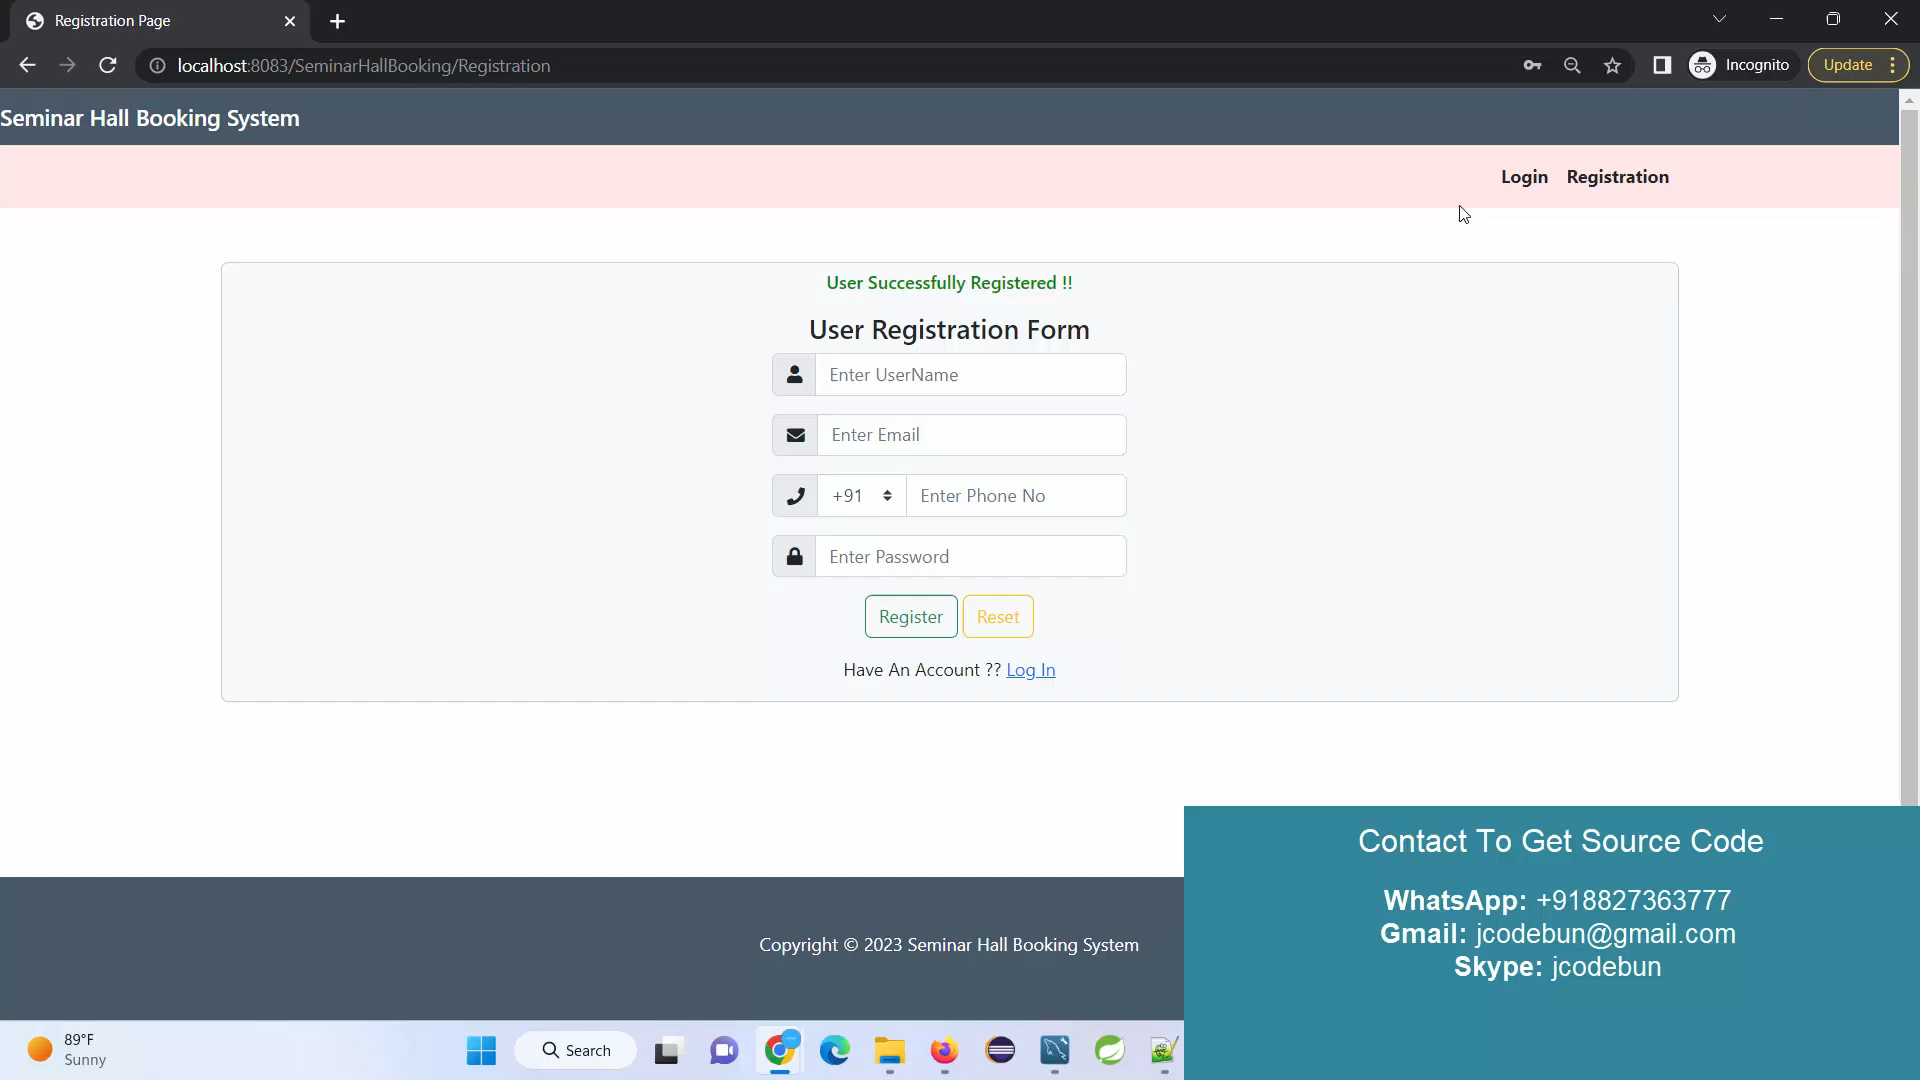 Registration Page
localhost:8083/SeminarHallBooking/Registration
Incognito
Update
Seminar Hall Booking System
Login Registration
User Successfully Registered !!
User Registration Form
Enter UserName
Enter Email
+91 Enter Phone No
Enter Password
Register Reset
Have An Account ?? Log In
Copyright © 2023 Seminar Hall Booking System
Contact To Get Source Code
WhatsApp: +918827363777
Gmail: jcodebun@gmail.com
Skype: jcodebun
89°F
Sunny
Search